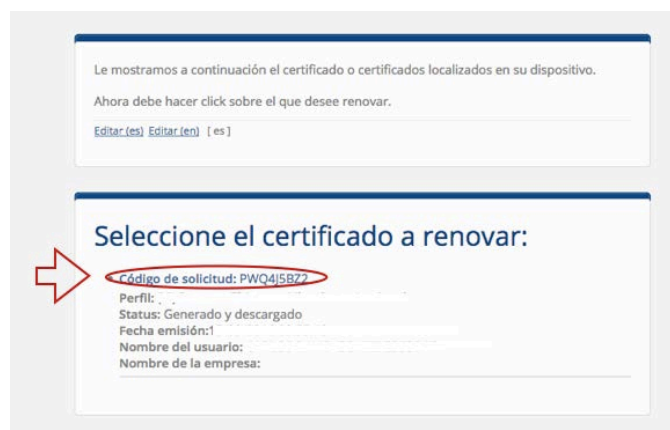 Le mostramos a continuación el certificado o certificados localizados en su dispositivo.
Ahora debe hacer click sobre el que desee renovar.
Editar (es) Editar (en) [ es ]
Seleccione el certificado a renovar:
Código de solicitud: PWQ4J5BZ2
Perfil:
Status: Generado y descargado
Fecha emisión:1
Nombre del usuario:
Nombre de la empresa: